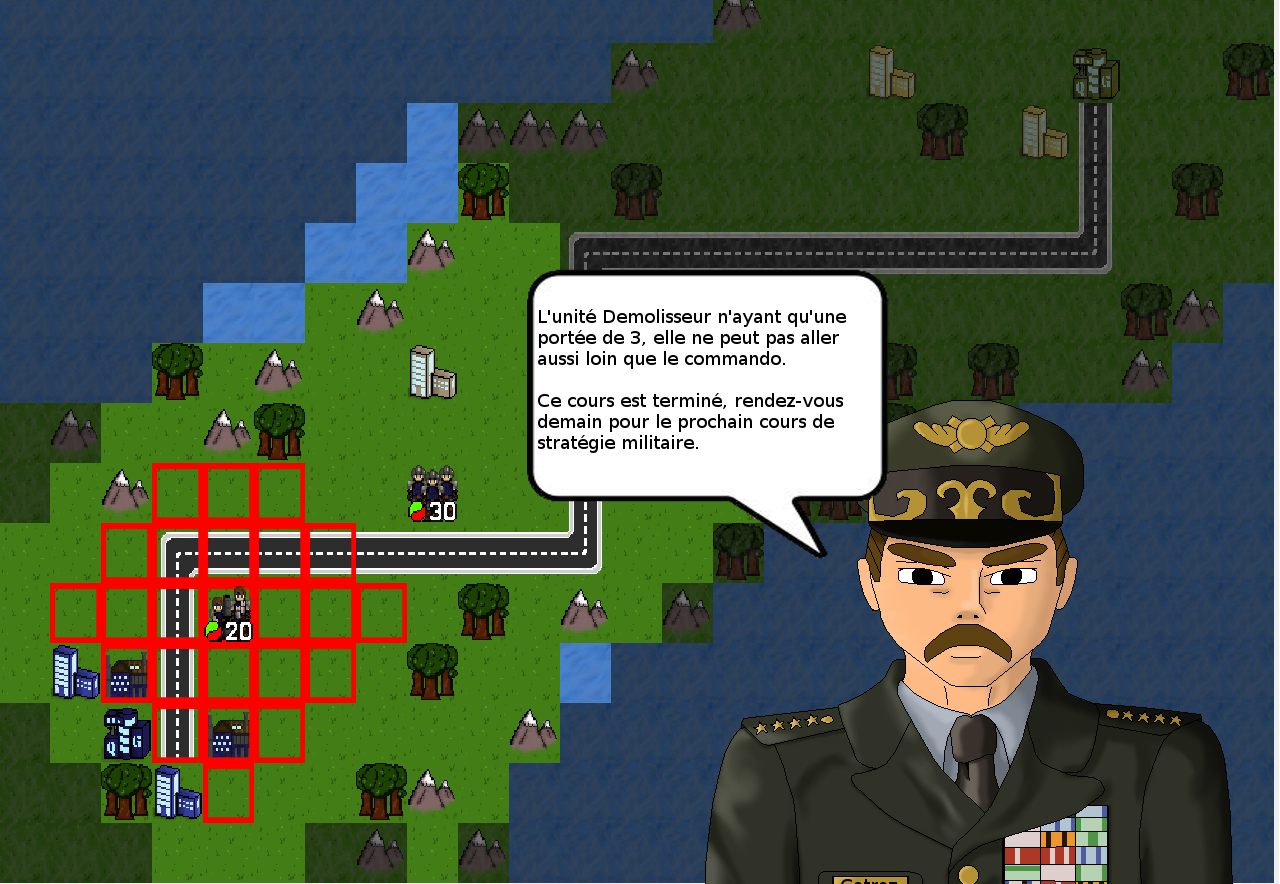 L'unité Demolisseur n'ayant qu'une
portée de 3, elle ne peut pas aller
aussi loin que le commando.
Ce cours est terminé, rendez-vous
demain pour le prochain cours de
stratégie militaire.
30
20
Q G